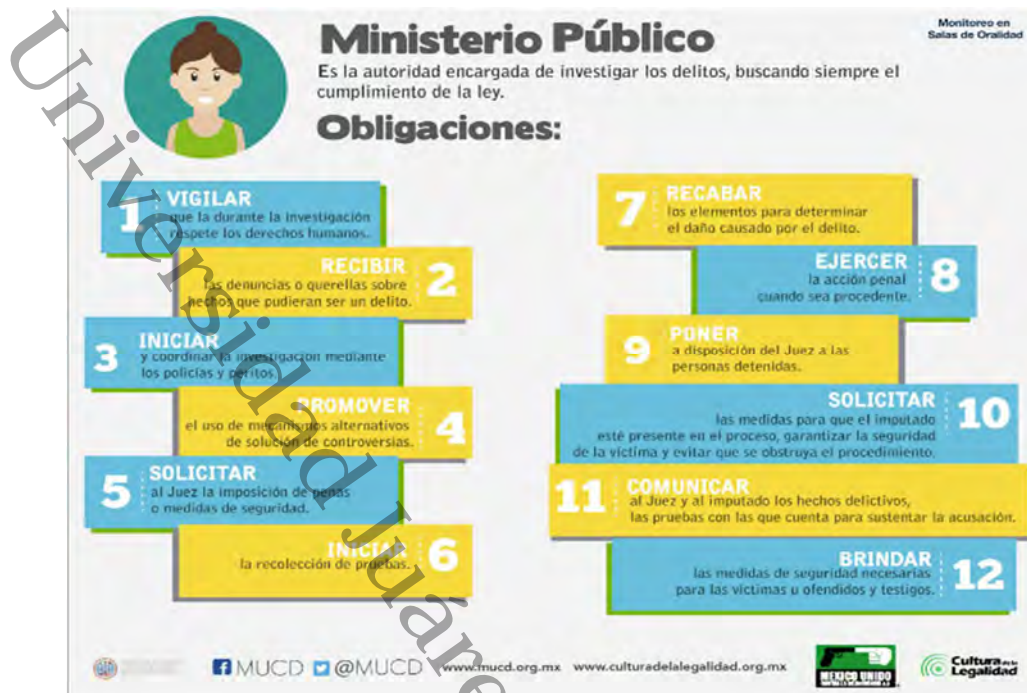 Ministerio Público
Monitoreo en
Salas de Oralidad
Es la autoridad encargada de investigar los delitos, buscando siempre el
cumplimiento de la ley.
Obligaciones:
1 VIGILAR
que la durante la investigación
respete los derechos humanos.
RECIBIR 2
las denuncias o querellas sobre
hechos que pudieran ser un delito.
3 INICIAR
y coordinar la investigación mediante
los policías y peritos.
PROMOVER 4
el uso de mecanismos alternativos
de solución de controversias.
5 SOLICITAR
al Juez la imposición de penas
o medidas de seguridad.
INICIAR 6
la recolección de pruebas.
7 RECABAR
los elementos para determinar
el daño causado por el delito.
EJERCER 8
la acción penal
cuando sea procedente.
9 PONER
a disposición del Juez a las
personas detenidas.
SOLICITAR 10
las medidas para que el imputado
esté presente en el proceso, garantizar la seguridad
de la víctima y evitar que se obstruya el procedimiento.
11 COMUNICAR
al Juez y al imputado los hechos delictivos,
las pruebas con las que cuenta para sustentar la acusación.
BRINDAR 12
las medidas de seguridad necesarias
para las víctimas u ofendidos y testigos.
MUCD @MUCD www.mucd.org.mx www.culturadelalegalidad.org.mx
MEXICO UNIDO
Cultura de la
Legalidad
Universidad Juáre